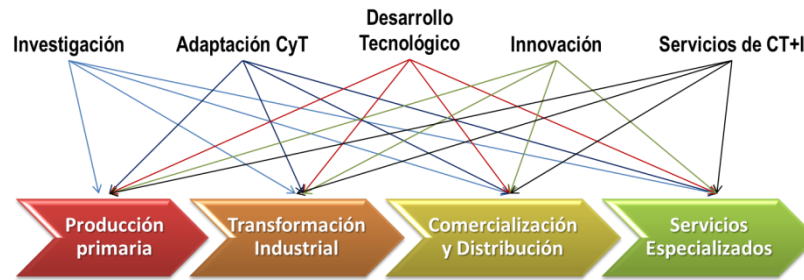 Investigación
Adaptación CyT
Desarrollo
Tecnológico
Innovación
Servicios de CT+I
Producción
primaria
Transformación
Industrial
Comercialización
y Distribución
Servicios
Especializados